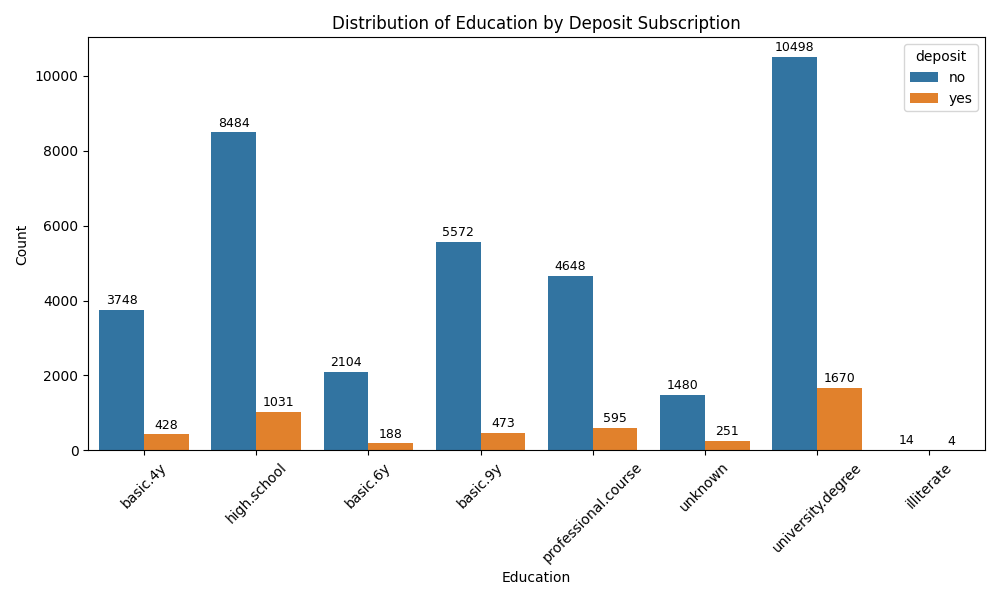 Distribution of Education by Deposit Subscription
deposit
no
yes
Count
10000
8000
6000
4000
2000
0
3748
428
8484
1031
2104
188
5572
473
4648
595
1480
251
10498
1670
14
4
basic.4y
high.school
basic.6y
basic.9y
professional.course
unknown
university.degree
illiterate
Education